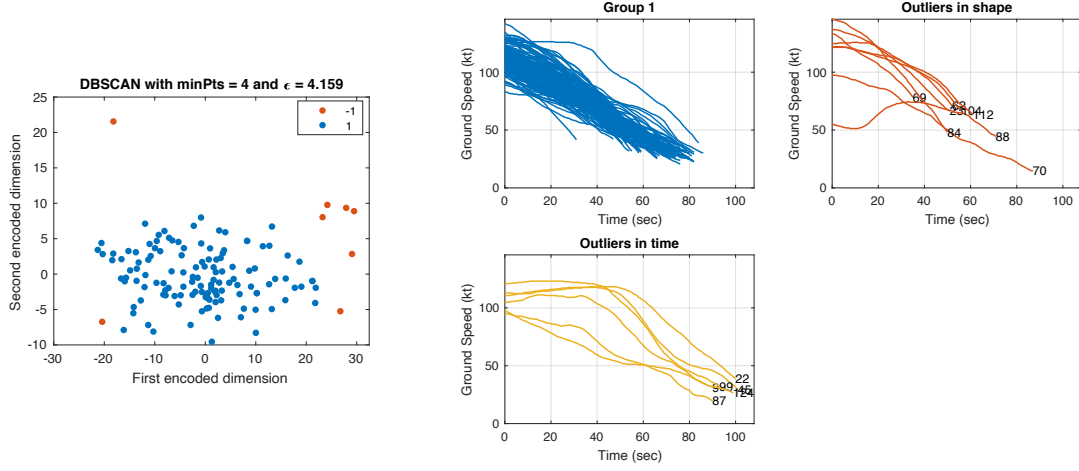 DBSCAN with minPts = 4 and ϵ = 4.159
25
20
15
10
5
0
-5
-10
-30 -20 -10 0 10 20 30
First encoded dimension
Second encoded dimension
-1
1
Group 1
Ground Speed (kt)
100
50
0
0 20 40 60 80 100
Time (sec)
Outliers in shape
Ground Speed (kt)
100
50
0
0 20 40 60 80 100
Time (sec)
69
112
84
88
70
Outliers in time
Ground Speed (kt)
100
50
0
0 20 40 60 80 100
Time (sec)
22
124
87